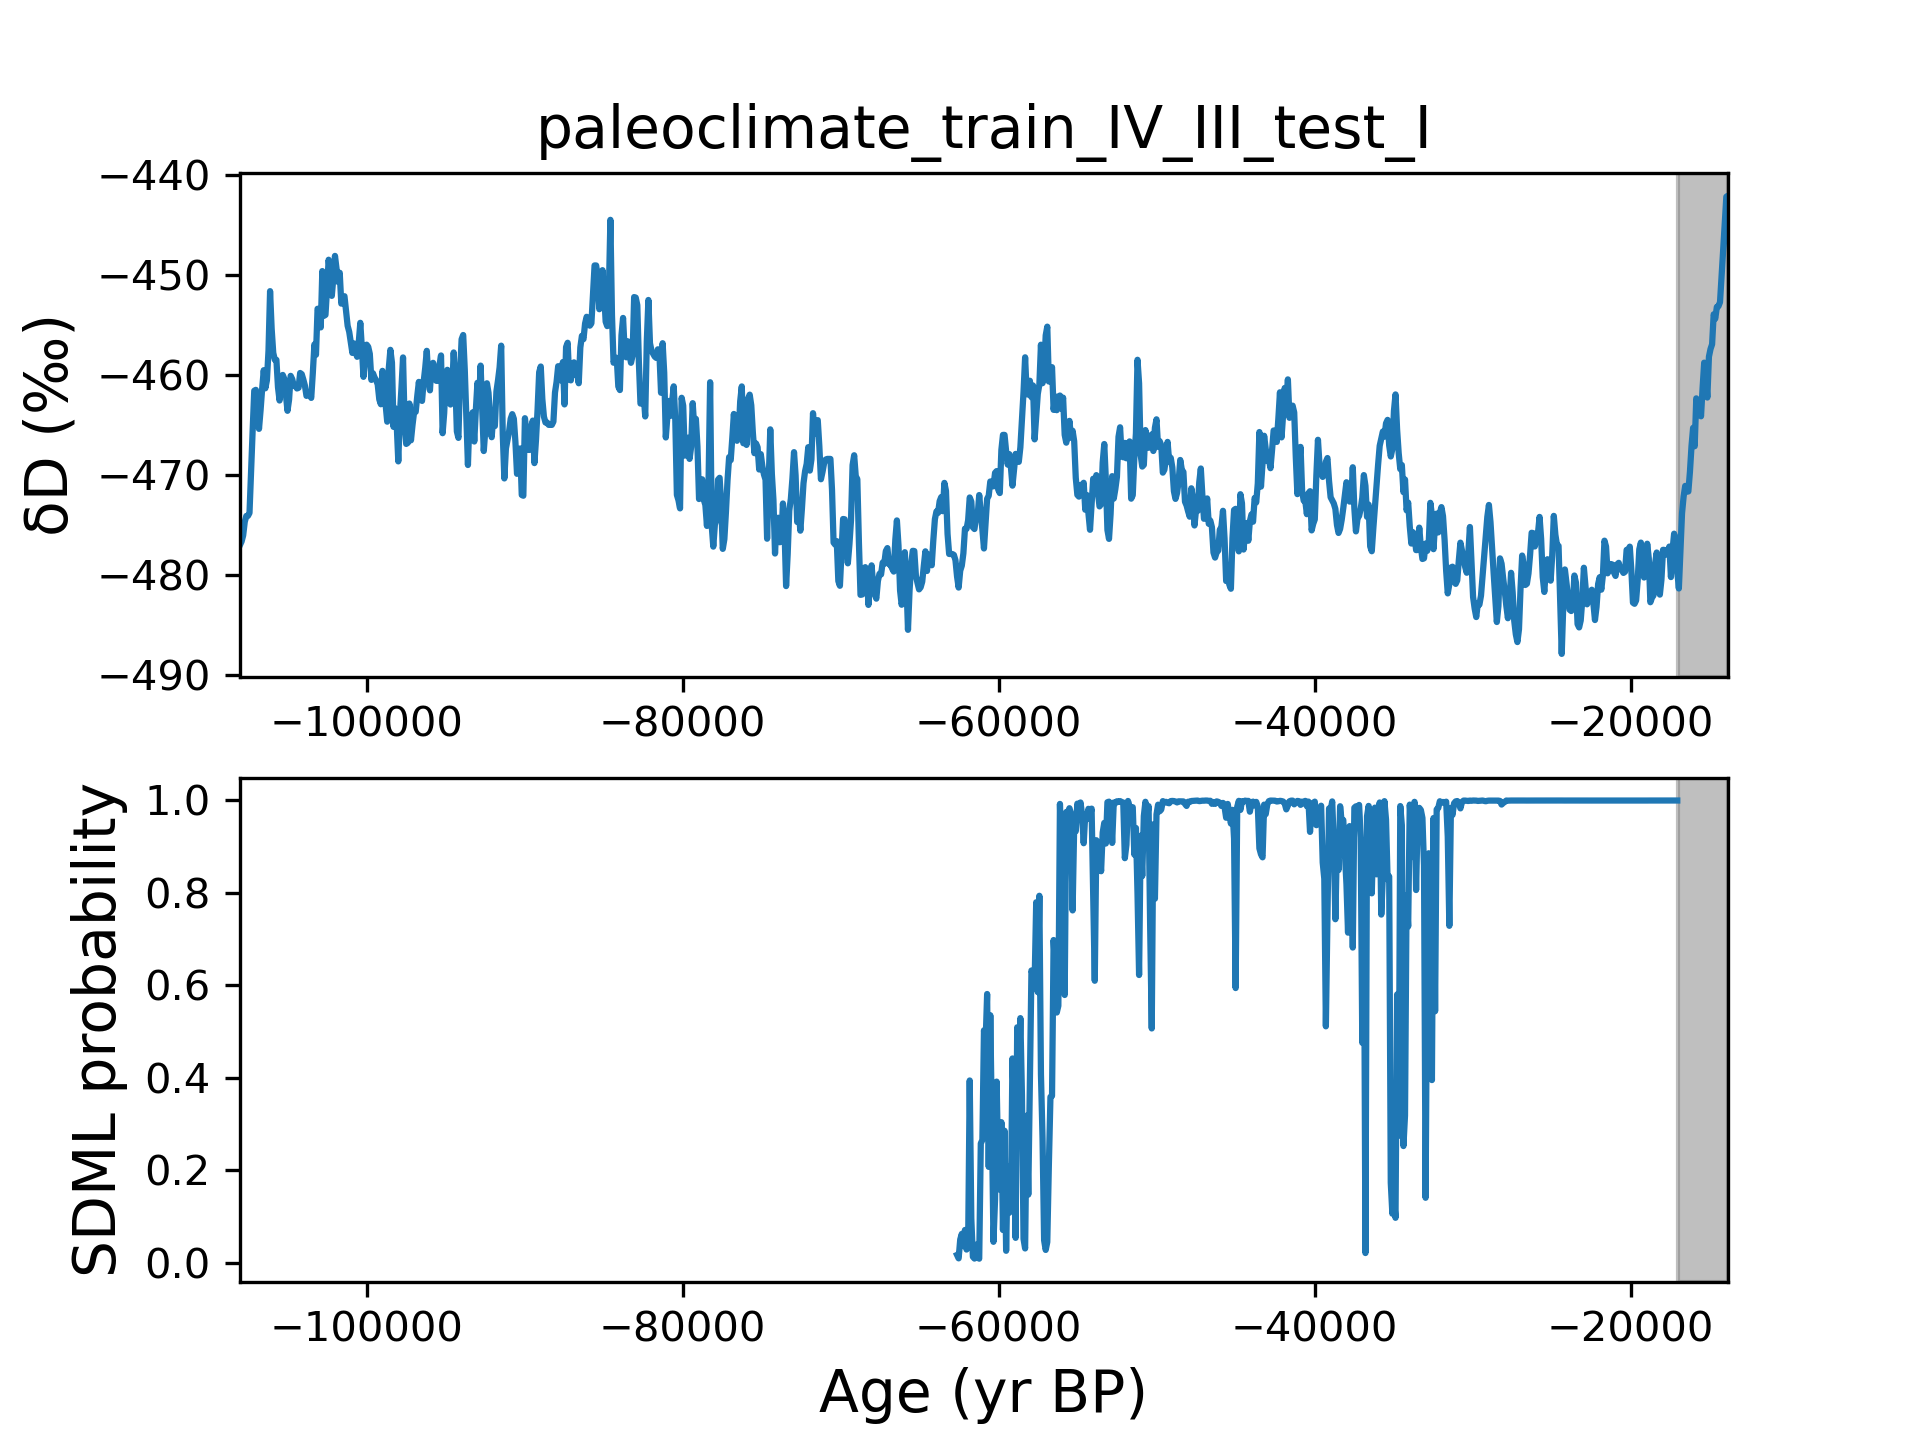 paleoclimate_train_IV_III_test_I
−440
−450
−460
−470
−480
−490
δD (‰)
−100000 −80000 −60000 −40000 −20000
1.0
0.8
0.6
0.4
0.2
0.0
SDML probability
−100000 −80000 −60000 −40000 −20000
Age (yr BP)